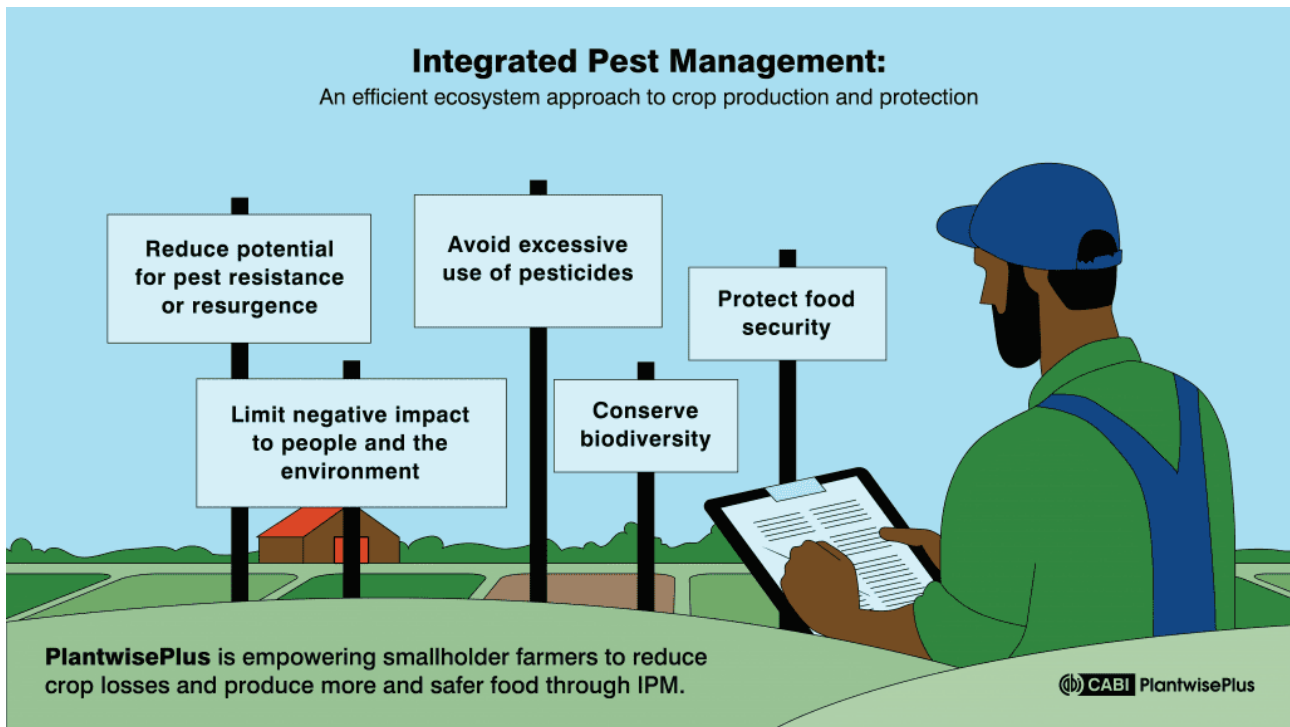 Integrated Pest Management:
An efficient ecosystem approach to crop production and protection
Reduce potential
for pest resistance
or resurgence
Avoid excessive
use of pesticides
Protect food
security
Limit negative impact
to people and the
environment
Conserve
biodiversity
PlantwisePlus is empowering smallholder farmers to reduce
crop losses and produce more and safer food through IPM.
CABI PlantwisePlus